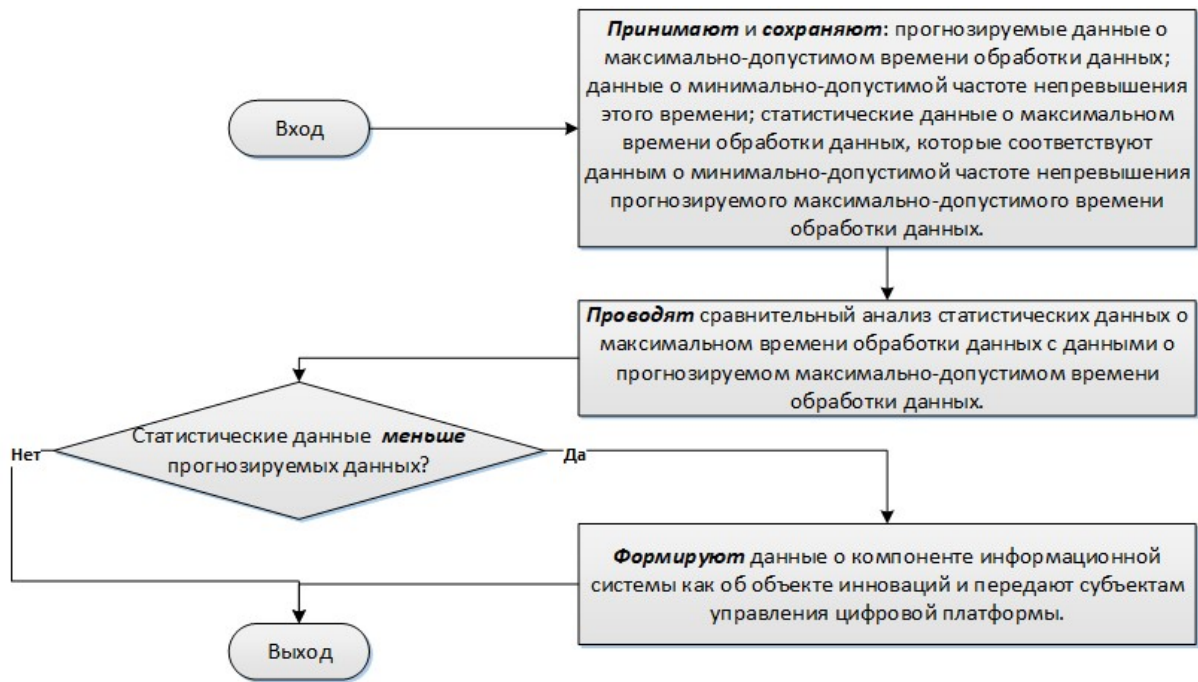 Вход
Принимают и сохраняют: прогнозируемые данные о
максимально-допустимом времени обработки данных;
данные о минимально-допустимой частоте непревышения
этого времени; статистические данные о максимальном
времени обработки данных, которые соответствуют
данным о минимально-допустимой частоте непревышения
прогнозируемого максимально-допустимого времени
обработки данных.
Проводят сравнительный анализ статистических данных о
максимальном времени обработки данных с данными о
прогнозируемом максимально-допустимом времени
обработки данных.
Статистические данные меньше
прогнозируемых данных?
Нет
Да
Формируют данные о компоненте информационной
системы как об объекте инноваций и передают субъектам
управления цифровой платформы.
Выход